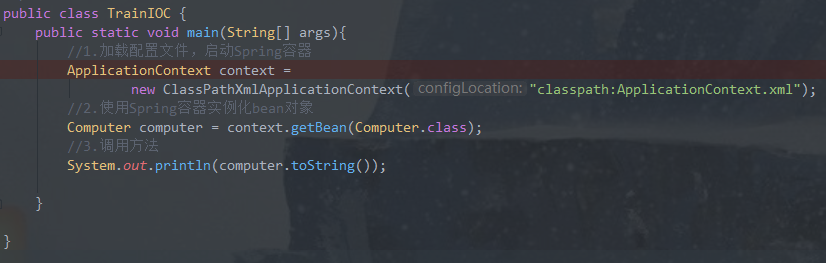 public class TrainIOC {
public static void main(String[] args){
//1.加载配置文件，启动Spring容器
ApplicationContext context =
new ClassPathXmlApplicationContext( configLocation: "classpath:ApplicationContext.xml");
//2.使用Spring容器实例化bean对象
Computer computer = context.getBean(Computer.class);
//3.调用方法
System.out.println(computer.toString());
}
}